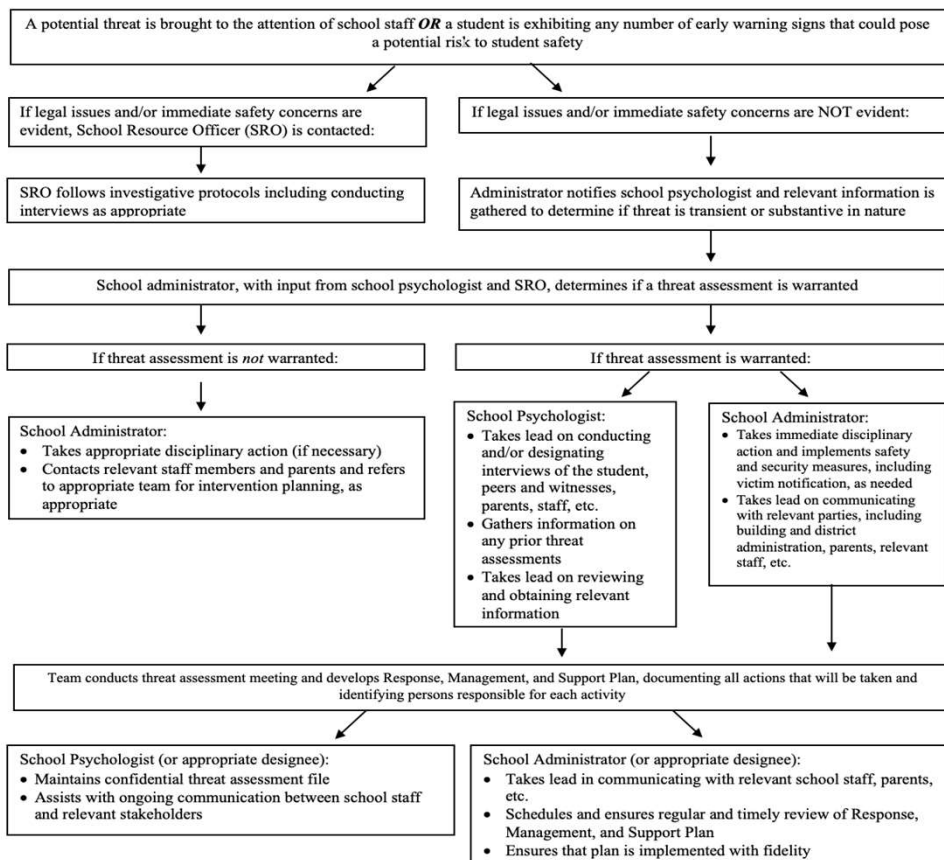 A potential threat is brought to the attention of school staff OR a student is exhibiting any number of early warning signs that could pose
a potential risk to student safety
If legal issues and/or immediate safety concerns are
evident, School Resource Officer (SRO) is contacted:
If legal issues and/or immediate safety concerns are NOT evident:
SRO follows investigative protocols including conducting
interviews as appropriate
Administrator notifies school psychologist and relevant information is
gathered to determine if threat is transient or substantive in nature
School administrator, with input from school psychologist and SRO, determines if a threat assessment is warranted
If threat assessment is not warranted:
If threat assessment is warranted:
School Administrator:
• Takes appropriate disciplinary action (if necessary)
• Contacts relevant staff members and parents and refers
to appropriate team for intervention planning, as
appropriate
School Psychologist:
• Takes lead on conducting
and/or designating
interviews of the student,
peers and witnesses,
parents, staff, etc.
• Gathers information on
any prior threat
assessments
• Takes lead on reviewing
and obtaining relevant
information
School Administrator:
• Takes immediate disciplinary
action and implements safety
and security measures, including
victim notification, as needed
• Takes lead on communicating
with relevant parties, including
building and district
administration, parents, relevant
staff, etc.
Team conducts threat assessment meeting and develops Response, Management, and Support Plan, documenting all actions that will be taken and
identifying persons responsible for each activity
School Psychologist (or appropriate designee):
• Maintains confidential threat assessment file
• Assists with ongoing communication between school staff
and relevant stakeholders
School Administrator (or appropriate designee):
• Takes lead in communicating with relevant school staff, parents,
etc.
• Schedules and ensures regular and timely review of Response,
Management, and Support Plan
• Ensures that plan is implemented with fidelity